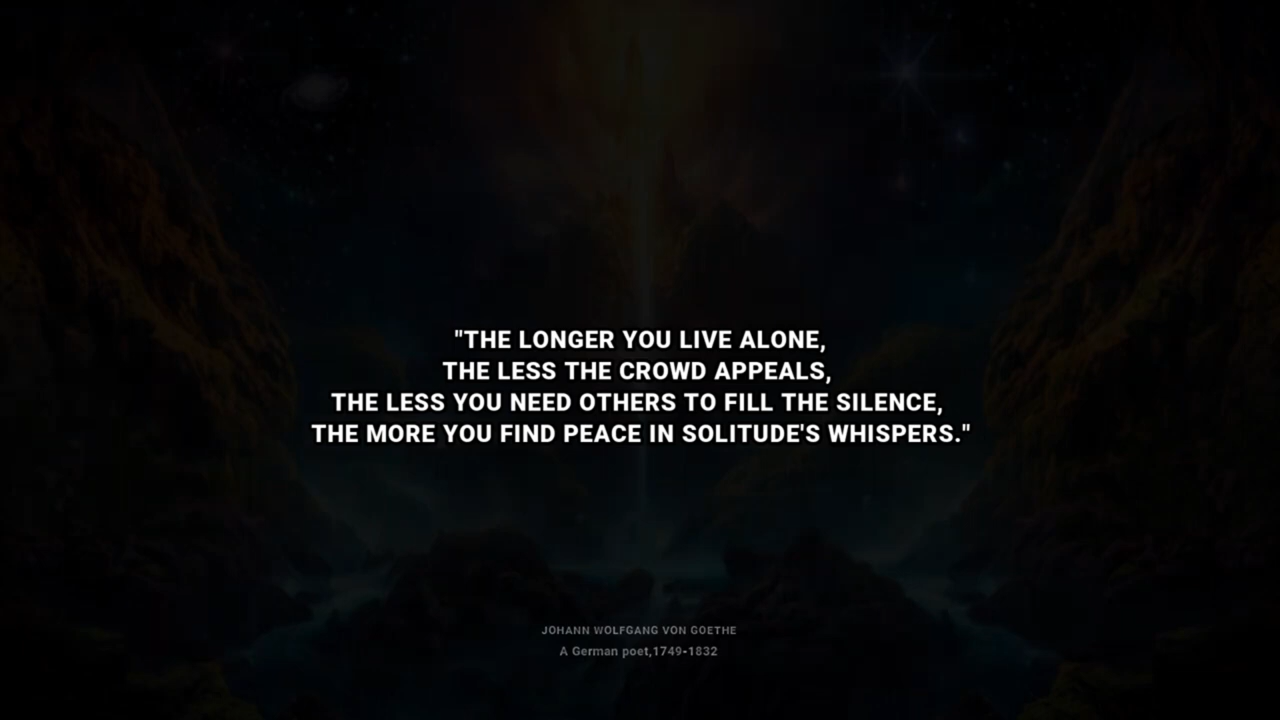 "THE LONGER YOU LIVE ALONE,
THE LESS THE CROWD APPEALS,
THE LESS YOU NEED OTHERS TO FILL THE SILENCE,
THE MORE YOU FIND PEACE IN SOLITUDE'S WHISPERS."
JOHANN WOLFGANG VON GOETHE
A German poet,1749-1832